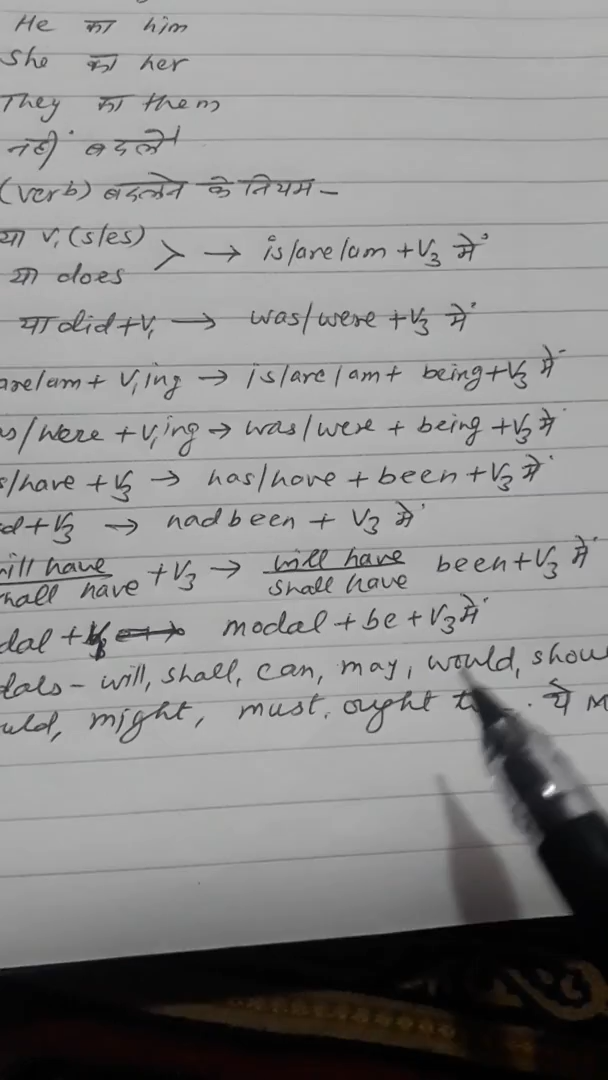 He का him
She का her
They का them
नहीं बदले।
(verb) बदलने के नियम –
या V₁ (s/es)
या does > → is/are/am + V₃ में
या did + V₁ → was/were + V₃ में
are/am + V₁ing → is/are/am + being + V₃ में
s/were + V₁ing → was/were + being + V₃ में
s/have + V₃ → has/have + been + V₃ में
d + V₃ → had been + V₃ में
will have / shall have + V₃ → will have / shall have been + V₃ में
dal + → modal + be + V₃ में
dals – will, shall, can, may, would, shou
uld, might, must, ought ये M